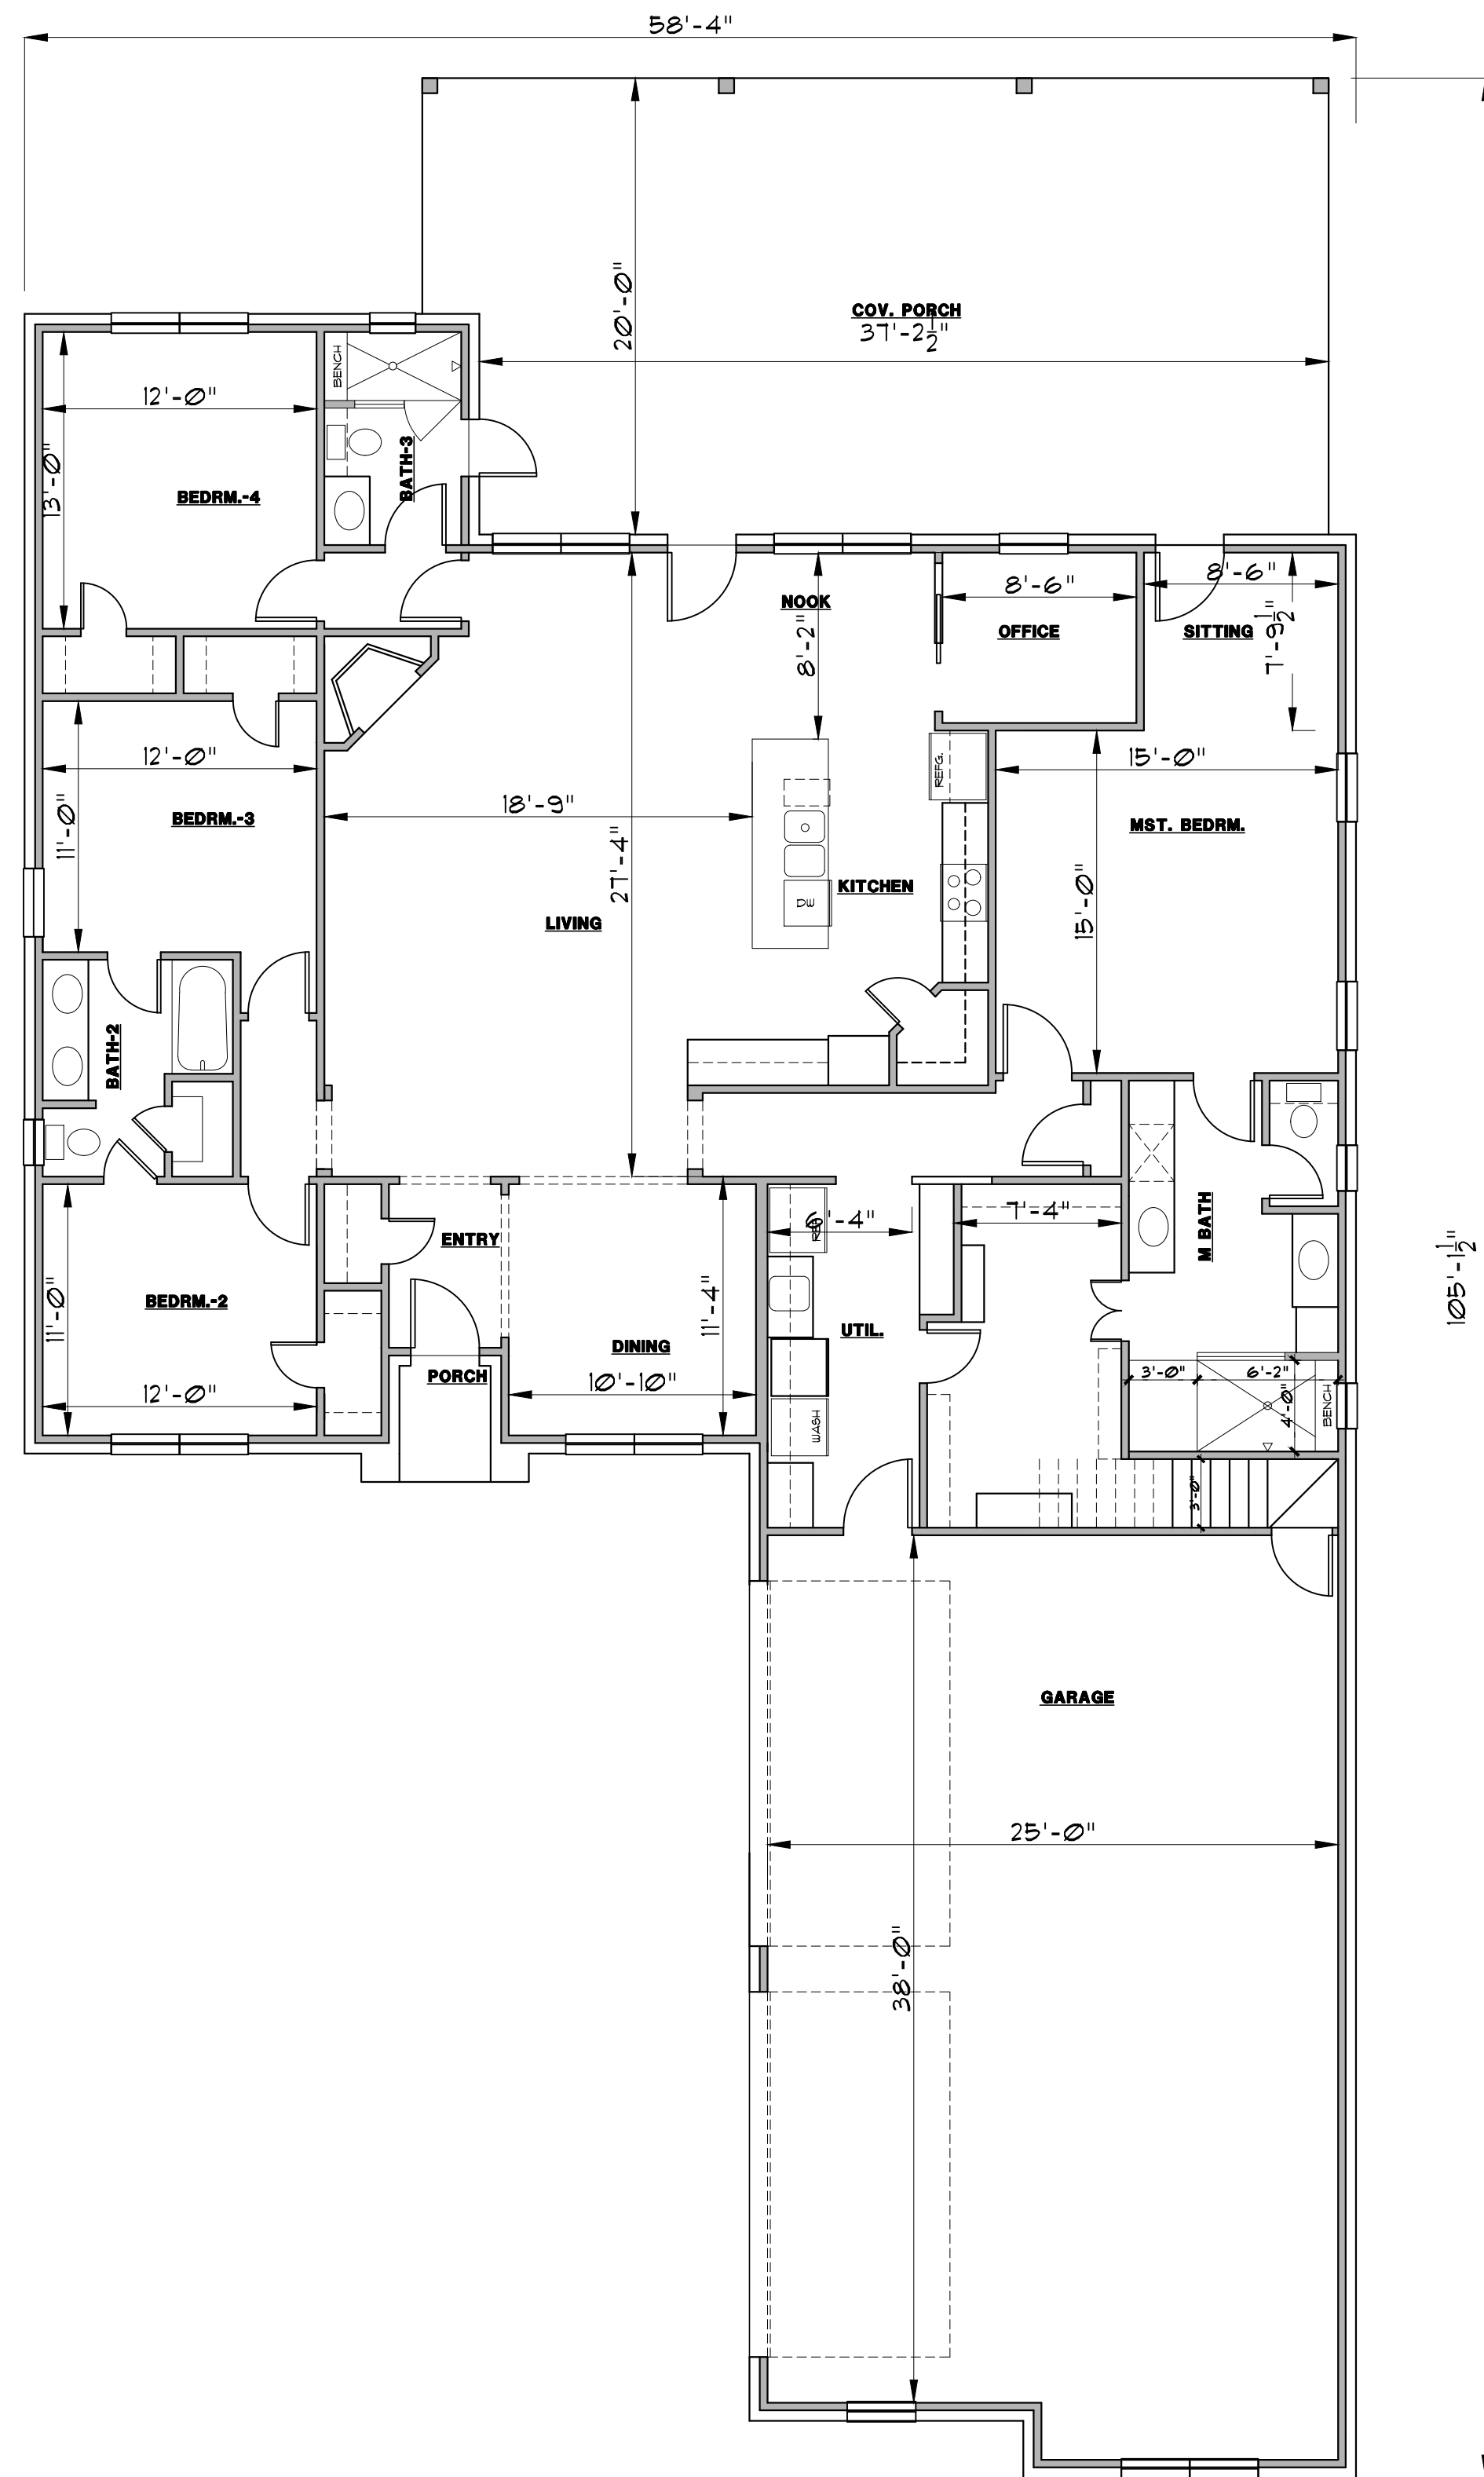 58'-4"
COV. PORCH
37'-2 1/2"
20'-0"
BENCH
12'-0"
13'-0"
BEDRM.-4
BATH-3
NOOK
8'-2"
8'-6"
OFFICE
8'-6"
SITTING
7'-9 1/2"
12'-0"
11'-0"
BEDRM.-3
18'-9"
27'-4"
LIVING
REFG.
KITCHEN
DW
15'-0"
MST. BEDRM.
15'-0"
BATH-2
ENTRY
6'-4"
7'-4"
M BATH
105'-1 1/2"
BEDRM.-2
11'-0"
12'-0"
PORCH
DINING
11'-4"
10'-10"
UTIL.
WASH
3'-0"
6'-2"
4'-0"
BENCH
3'-0"
GARAGE
25'-0"
38'-0"